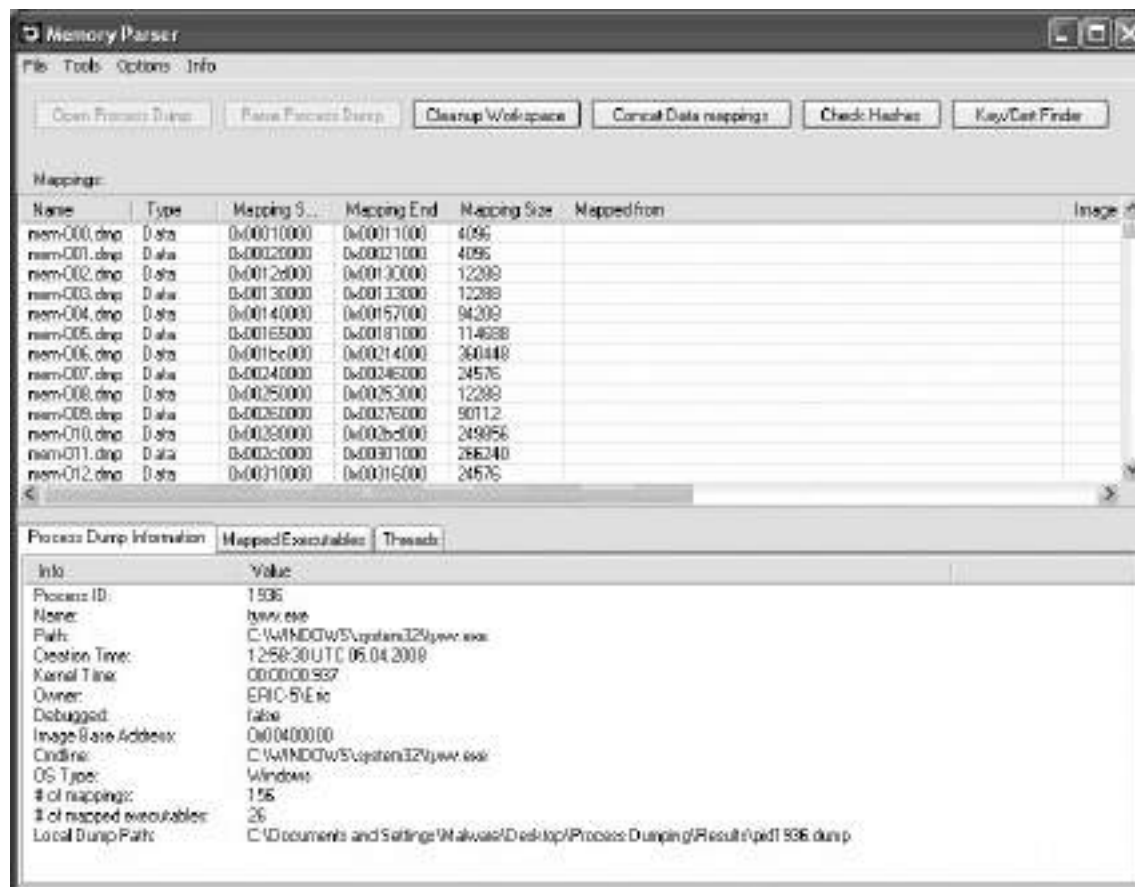 Memory Parser
File Tools Options Info
Open Process Dump Parse Process Dump Cleanup Workspace Concat Data mappings Check Hashes Key/Cert Finder
Mappings:
Name Type Mapping S... Mapping End Mapping Size Mapped from Image
mem-000.dmp Data 0x00010000 0x00011000 4096
mem-001.dmp Data 0x00020000 0x00021000 4096
mem-002.dmp Data 0x0012d000 0x00130000 12288
mem-003.dmp Data 0x00130000 0x00133000 12288
mem-004.dmp Data 0x00140000 0x00157000 94208
mem-005.dmp Data 0x00165000 0x00181000 114688
mem-006.dmp Data 0x001bc000 0x00214000 360448
mem-007.dmp Data 0x00240000 0x00246000 24576
mem-008.dmp Data 0x00250000 0x00253000 12288
mem-009.dmp Data 0x00260000 0x00276000 90112
mem-010.dmp Data 0x00280000 0x002bd000 249856
mem-011.dmp Data 0x002c0000 0x00301000 266240
mem-012.dmp Data 0x00310000 0x00316000 24576
Process Dump Information Mapped Executables Threads
Info Value
Process ID: 1936
Name:
Path:
Creation Time: 12:58:30 UTC 05.04.2008
Kernel Time: 00:00:00.937
Owner: ERIC-5\Eric
Debugged: false
Image Base Address: 0x00400000
Cmdline:
OS Type: Windows
# of mappings: 156
# of mapped executables: 26
Local Dump Path: C:\Documents and Settings\Malware\Desktop\Process Dumping\Results\pid1936.dump